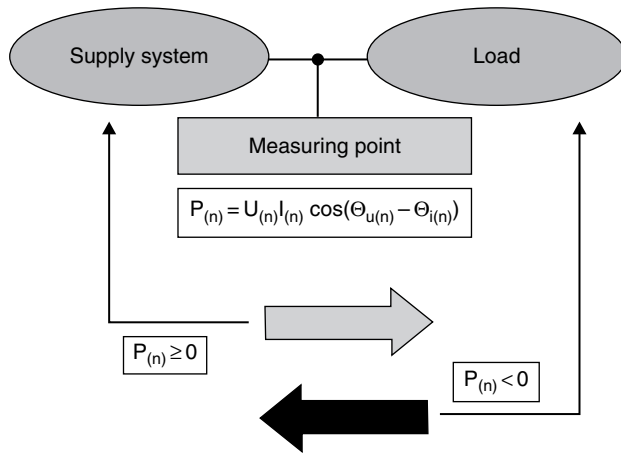 Supply system
Load
Measuring point
P(n) = U(n)I(n) cos(Θu(n) − Θi(n))
P(n) ≥ 0
P(n) < 0